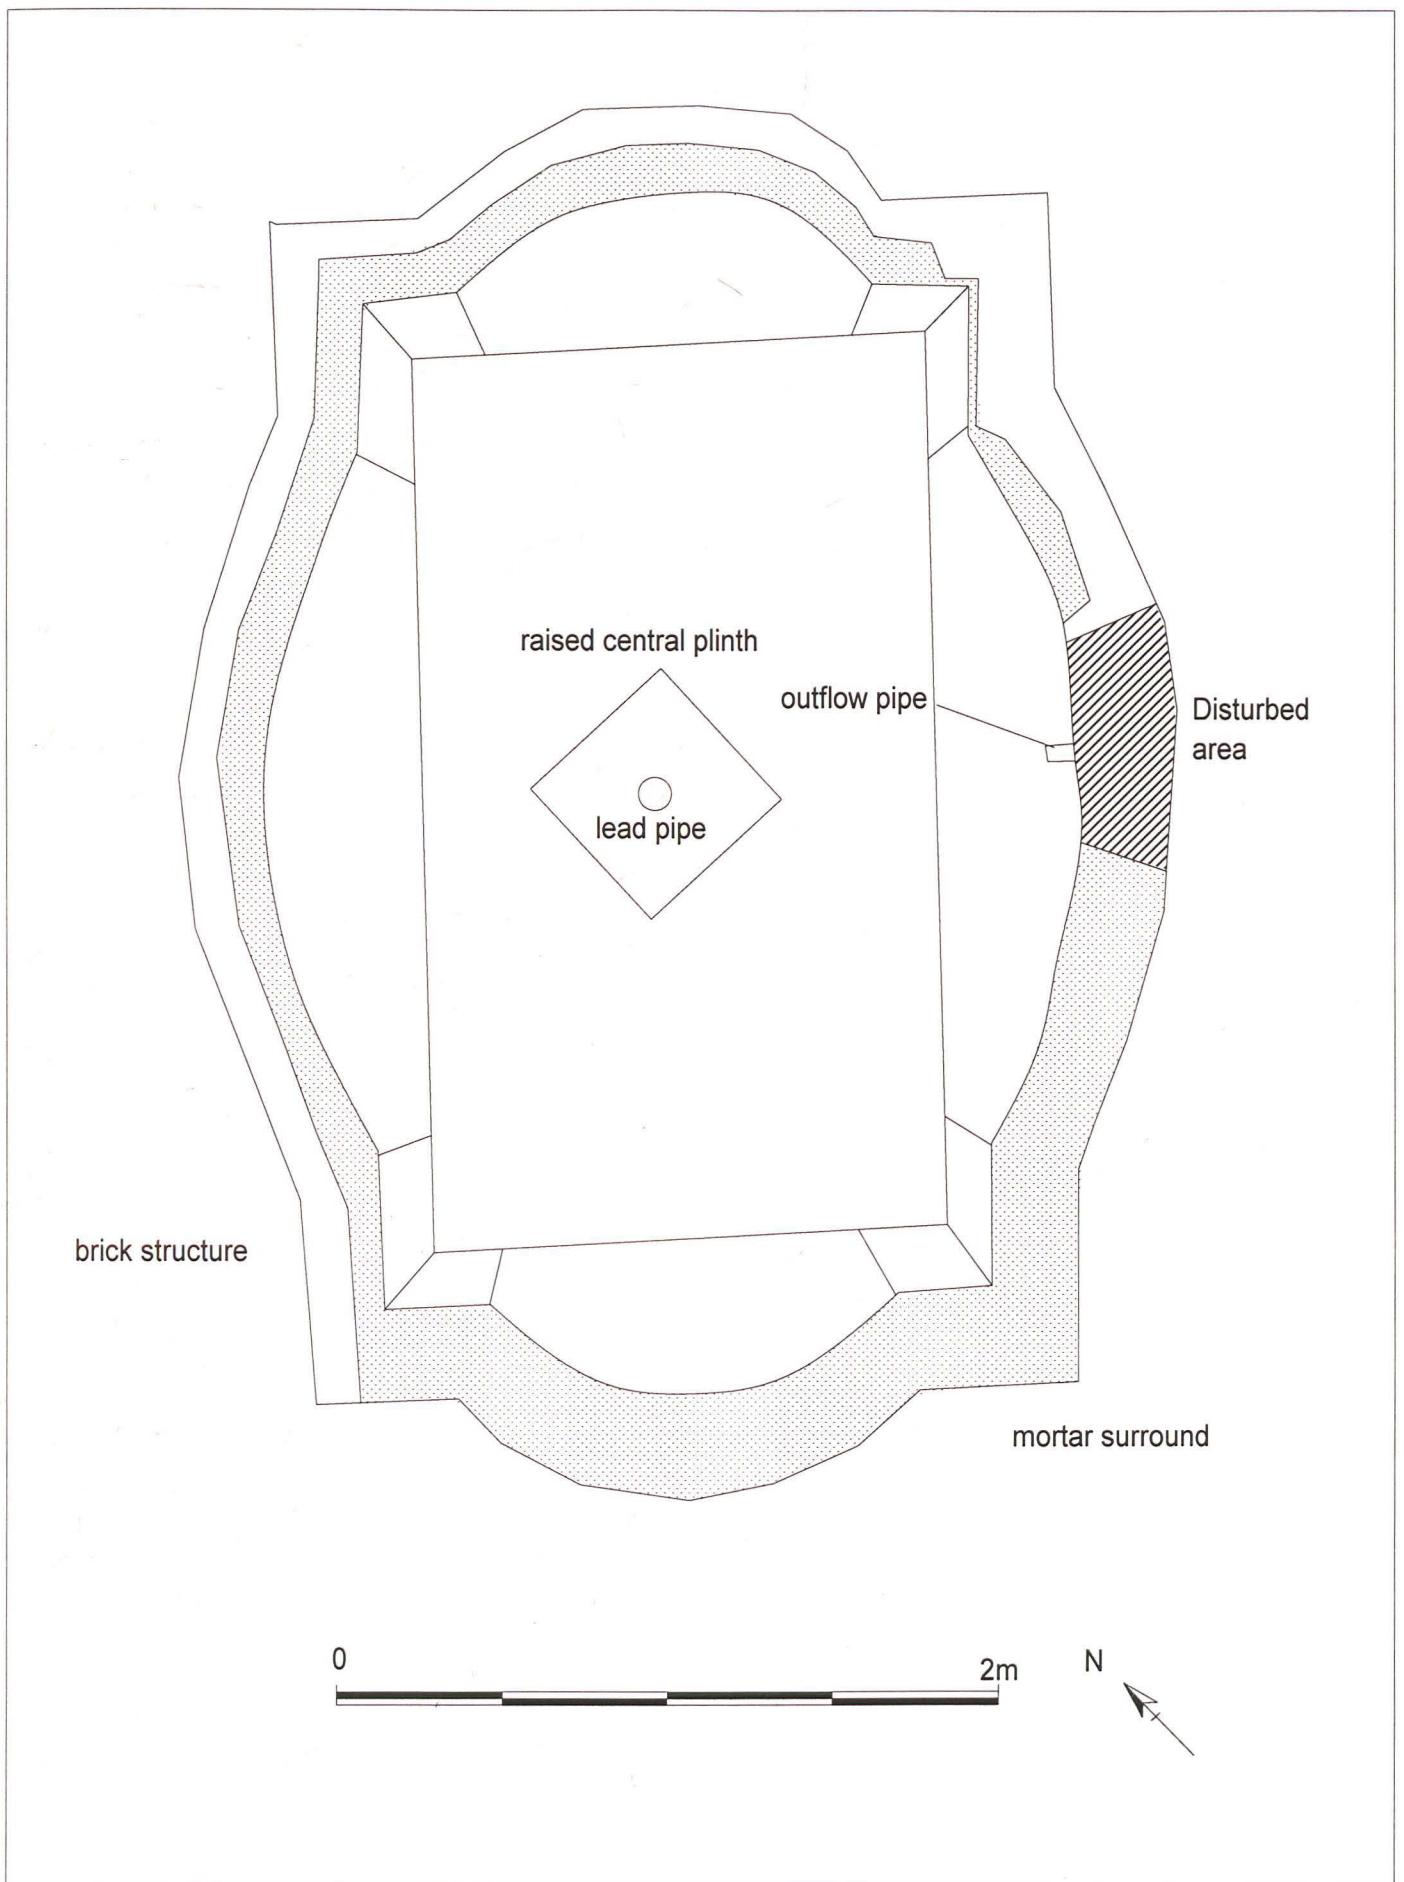 raised central plinth
outflow pipe
Disturbed
area
lead pipe
brick structure
mortar surround
0
2m
N